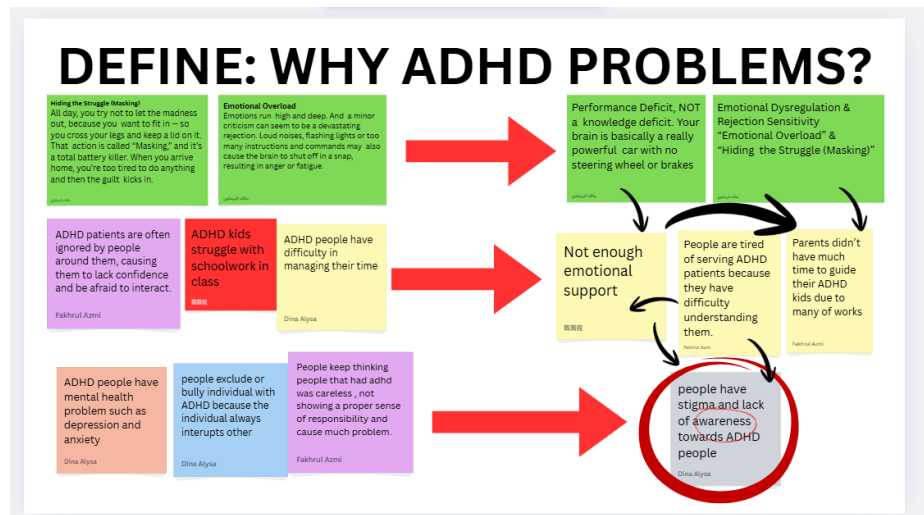 DEFINE: WHY ADHD PROBLEMS?
Hiding the Struggle (Masking)
All day, you try not to let the madness
out, because you want to fit in — so
you cross your legs and keep a lid on it.
That action is called “Masking,” and it’s
a total battery killer. When you arrive
home, you’re too tired to do anything
and then the guilt kicks in.
Emotional Overload
Emotions run high and deep. And a minor
criticism can seem to be a devastating
rejection. Loud noises, flashing lights or too
many instructions and commands may also
cause the brain to shut off in a snap,
resulting in anger or fatigue.
Performance Deficit, NOT
a knowledge deficit. Your
brain is basically a really
powerful car with no
steering wheel or brakes
Emotional Dysregulation &
Rejection Sensitivity
“Emotional Overload” &
“Hiding the Struggle (Masking)”
ADHD patients are often
ignored by people
around them, causing
them to lack confidence
and be afraid to interact.
Fakhrul Azmi
ADHD kids
struggle with
schoolwork in
class
ADHD people have
difficulty in
managing their time
Dina Alysa
Not enough
emotional
support
People are tired
of serving ADHD
patients because
they have
difficulty
understanding
them.
Fakhrul Azmi
Parents didn’t
have much
time to guide
their ADHD
kids due to
many of works
Fakhrul Azmi
ADHD people have
mental health
problem such as
depression and
anxiety
Dina Alysa
people exclude or
bully individual with
ADHD because the
individual always
interupts other
Dina Alysa
People keep thinking
people that had adhd
was careless , not
showing a proper sense
of responsibility and
cause much problem.
Fakhrul Azmi
people have
stigma and lack
of awareness
towards ADHD
people
Dina Alysa